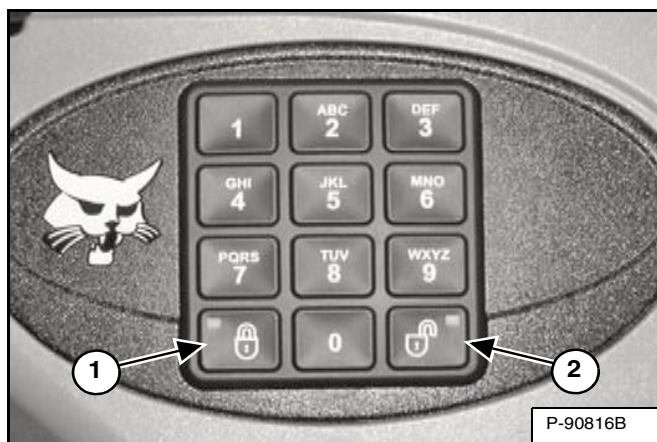 1
ABC
2
DEF
3
GHI
4
JKL
5
MNO
6
PQRS
7
TUV
8
WXYZ
9
0
1
2
P-90816B